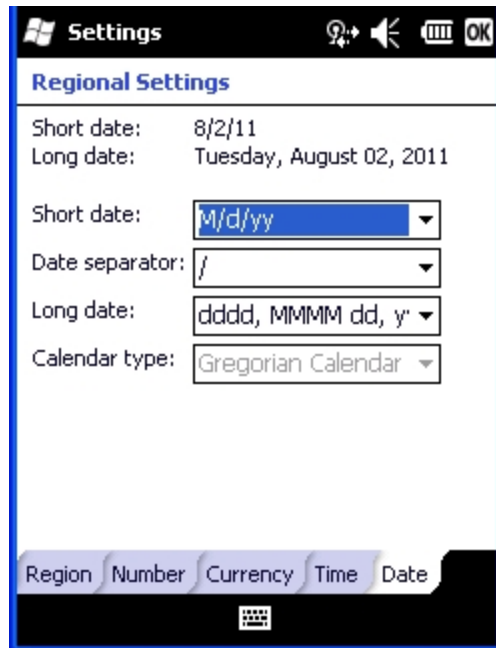 Settings OK
Regional Settings
Short date: 8/2/11
Long date: Tuesday, August 02, 2011
Short date: M/d/yy
Date separator: /
Long date: dddd, MMMM dd, y
Calendar type: Gregorian Calendar
Region Number Currency Time Date